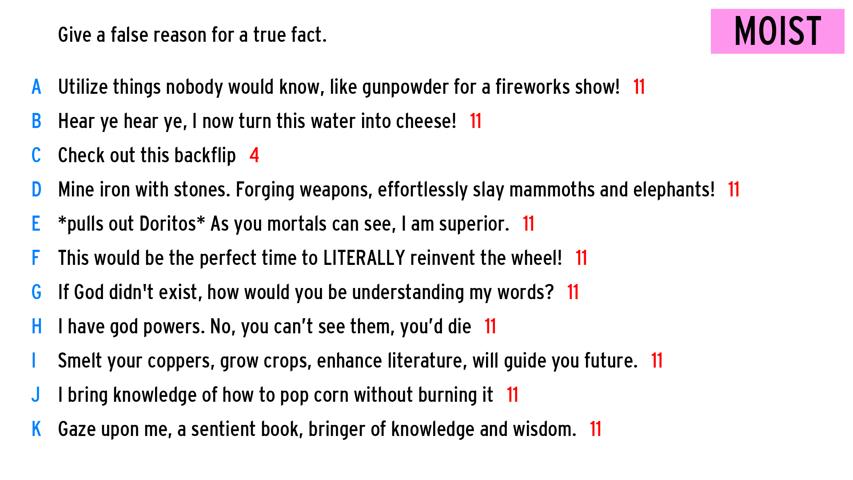 Give a false reason for a true fact.
MOIST
A Utilize things nobody would know, like gunpowder for a fireworks show! 11
B Hear ye hear ye, I now turn this water into cheese! 11
C Check out this backflip 4
D Mine iron with stones. Forging weapons, effortlessly slay mammoths and elephants! 11
E *pulls out Doritos* As you mortals can see, I am superior. 11
F This would be the perfect time to LITERALLY reinvent the wheel! 11
G If God didn't exist, how would you be understanding my words? 11
H I have god powers. No, you can’t see them, you’d die 11
I Smelt your coppers, grow crops, enhance literature, will guide you future. 11
J I bring knowledge of how to pop corn without burning it 11
K Gaze upon me, a sentient book, bringer of knowledge and wisdom. 11